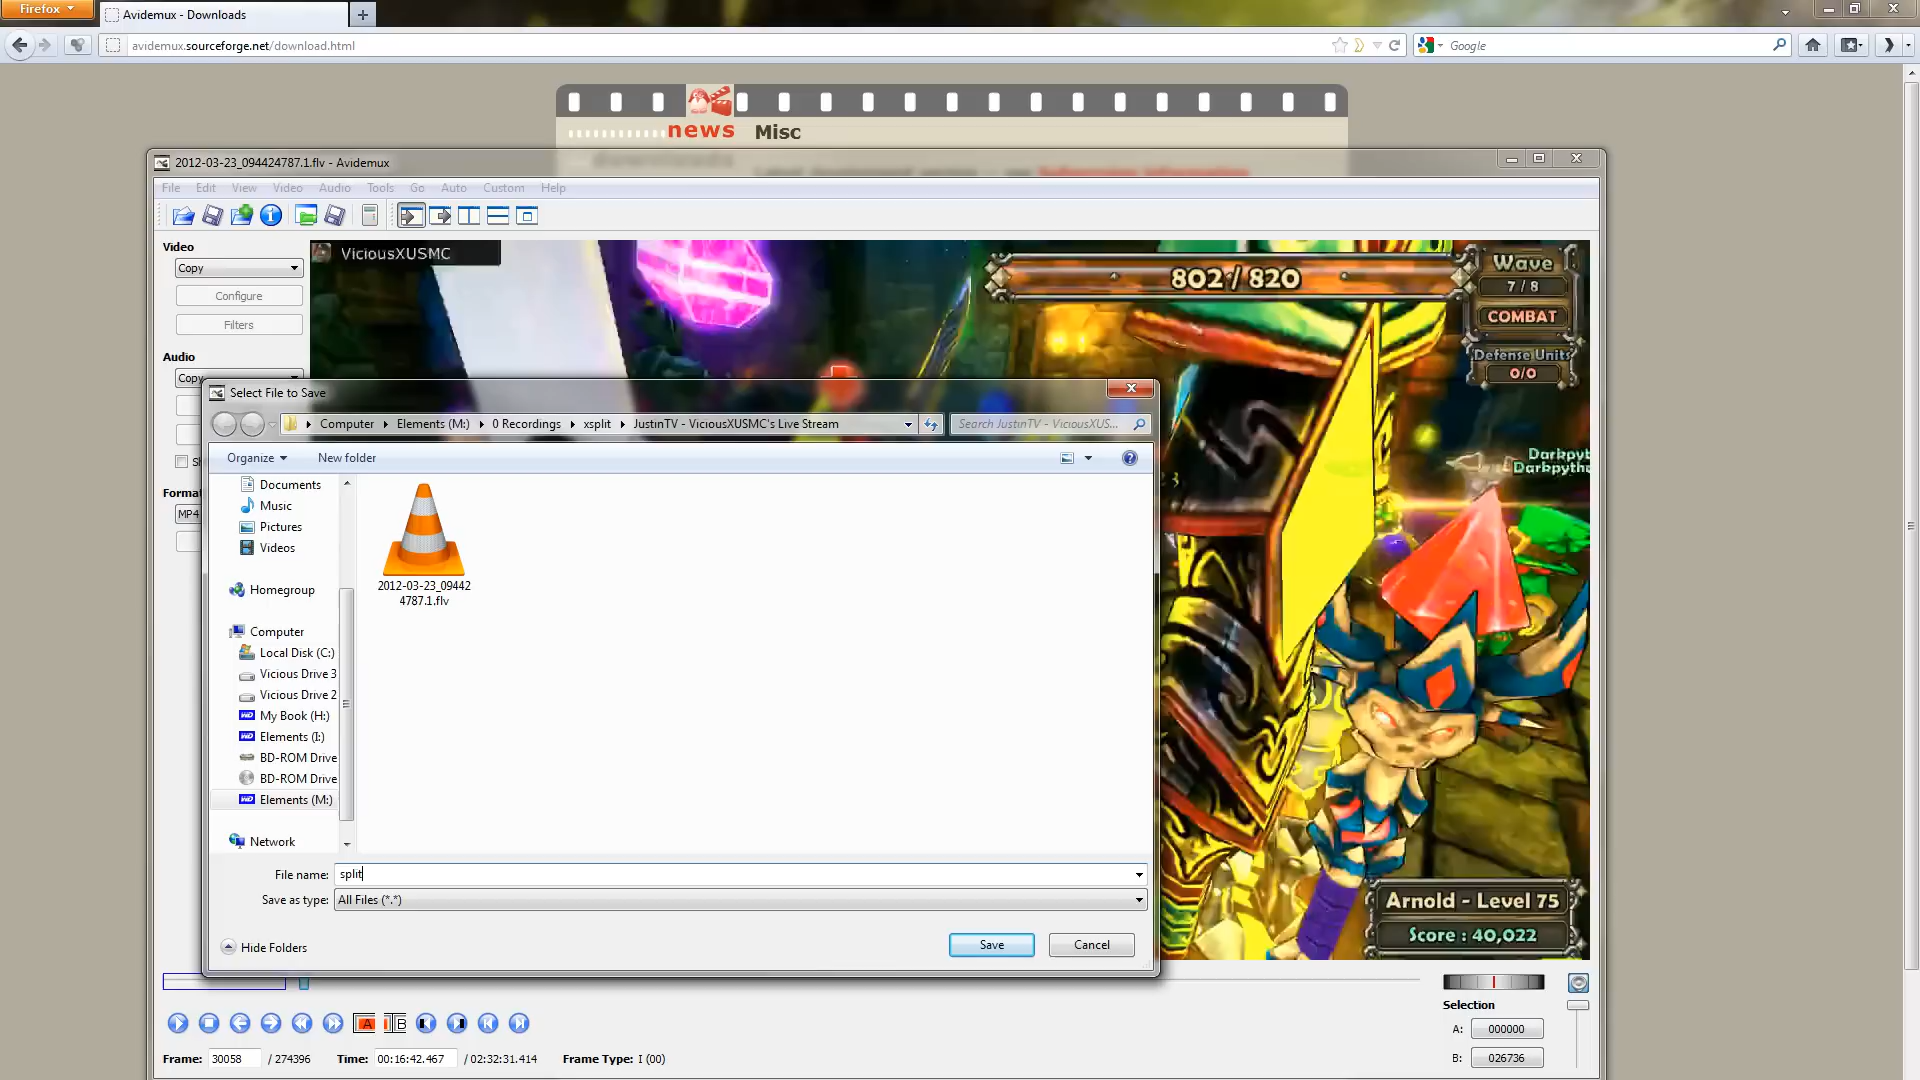 Firefox
Avidemux - Downloads
avidemux.sourceforge.net/download.html
Google
news
Misc
2012-03-23_094424787.1.flv - Avidemux
File Edit View Video Audio Tools Go Auto Custom Help
Video
Copy
Configure
Filters
Audio
Copy
Format
MP4
ViciousXUSMC
802 / 820
Wave
7 / 8
COMBAT
Defense Units
0/0
Darkpyt
Darkpytho
Arnold - Level 75
Score : 40,022
Select File to Save
Computer Elements (M:) 0 Recordings xsplit JustinTV - ViciousXUSMC's Live Stream
Search JustinTV - ViciousXUS...
Organize
New folder
Documents
Music
Pictures
Videos
Homegroup
Computer
Local Disk (C:)
Vicious Drive 3
Vicious Drive 2
My Book (H:)
Elements (I:)
BD-ROM Drive
BD-ROM Drive
Elements (M:)
Network
2012-03-23_09442
4787.1.flv
File name: split
Save as type: All Files (*.*)
Hide Folders
Save
Cancel
A
B
Selection
A: 000000
B: 026736
Frame: 30058 / 274396 Time: 00:16:42.467 / 02:32:31.414 Frame Type: I (00)